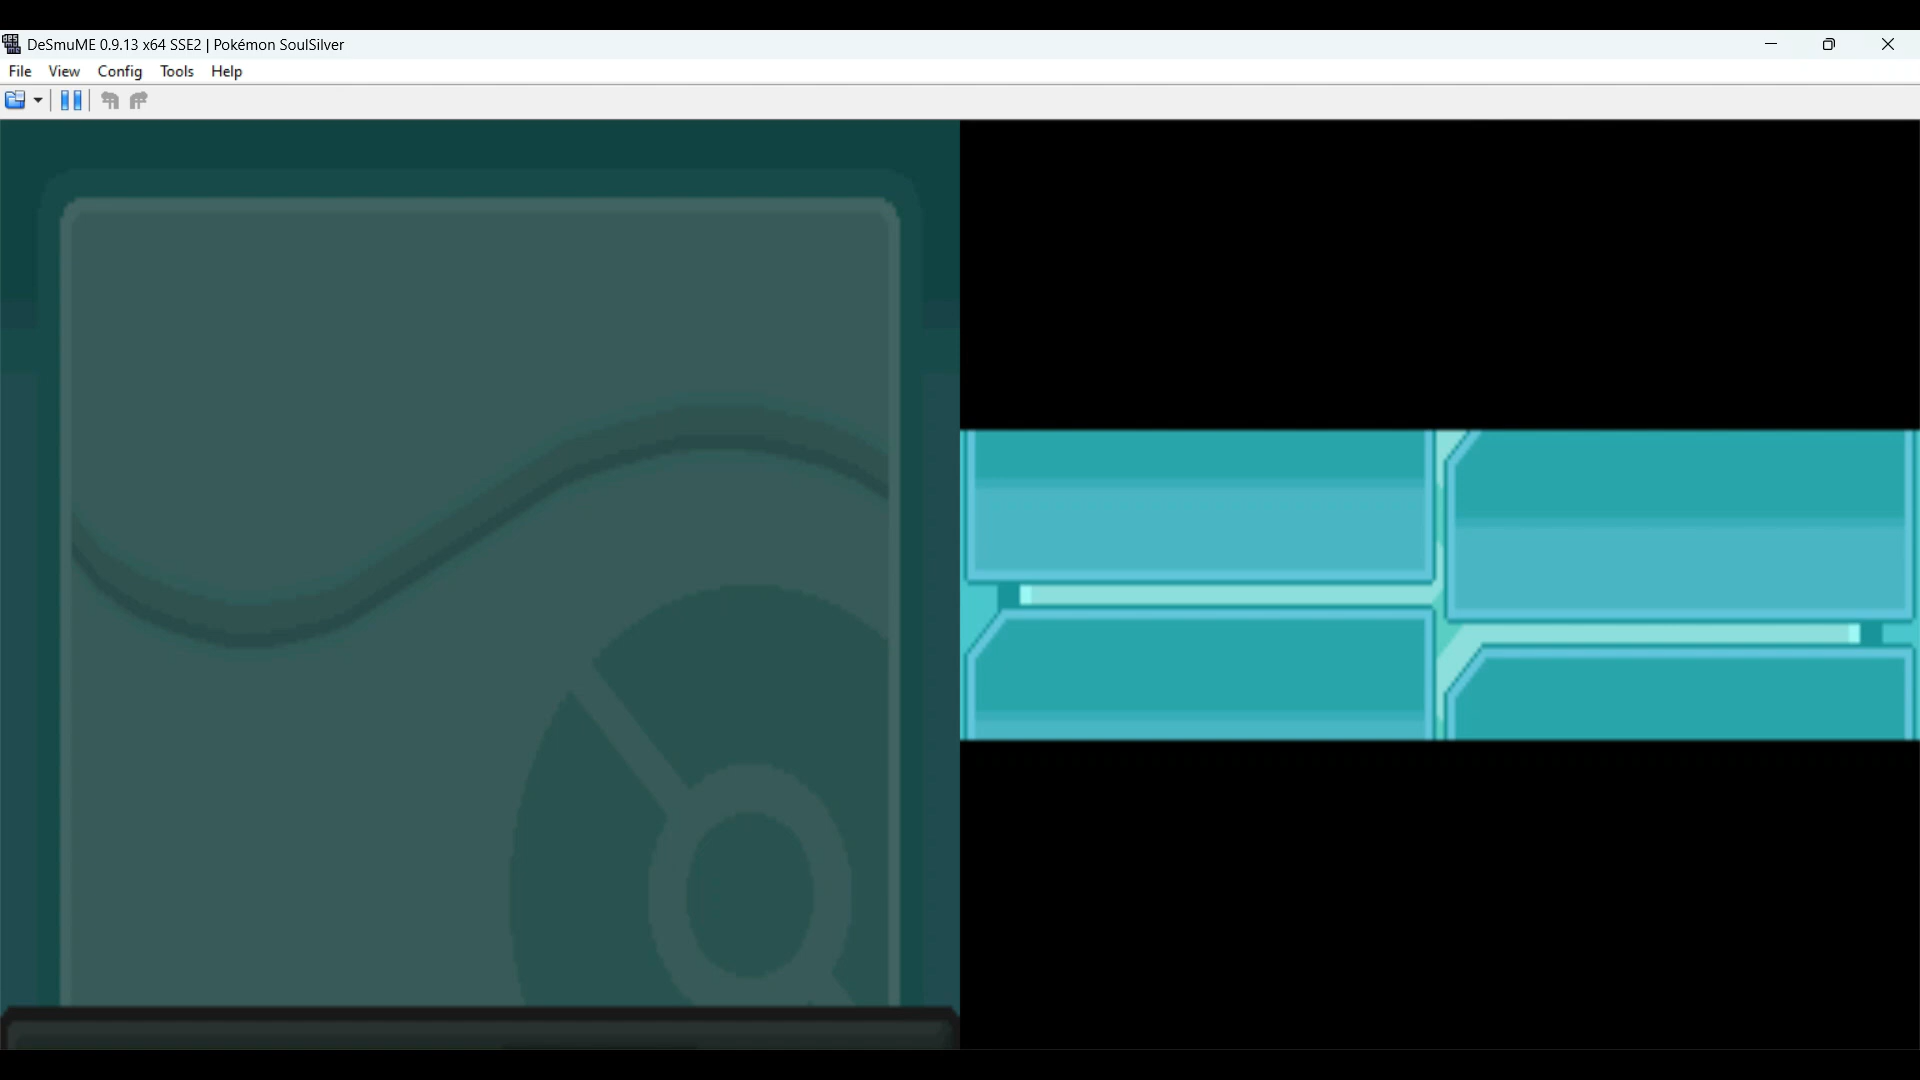 DeSmuME 0.9.13 x64 SSE2 | Pokémon SoulSilver
File View Config Tools Help